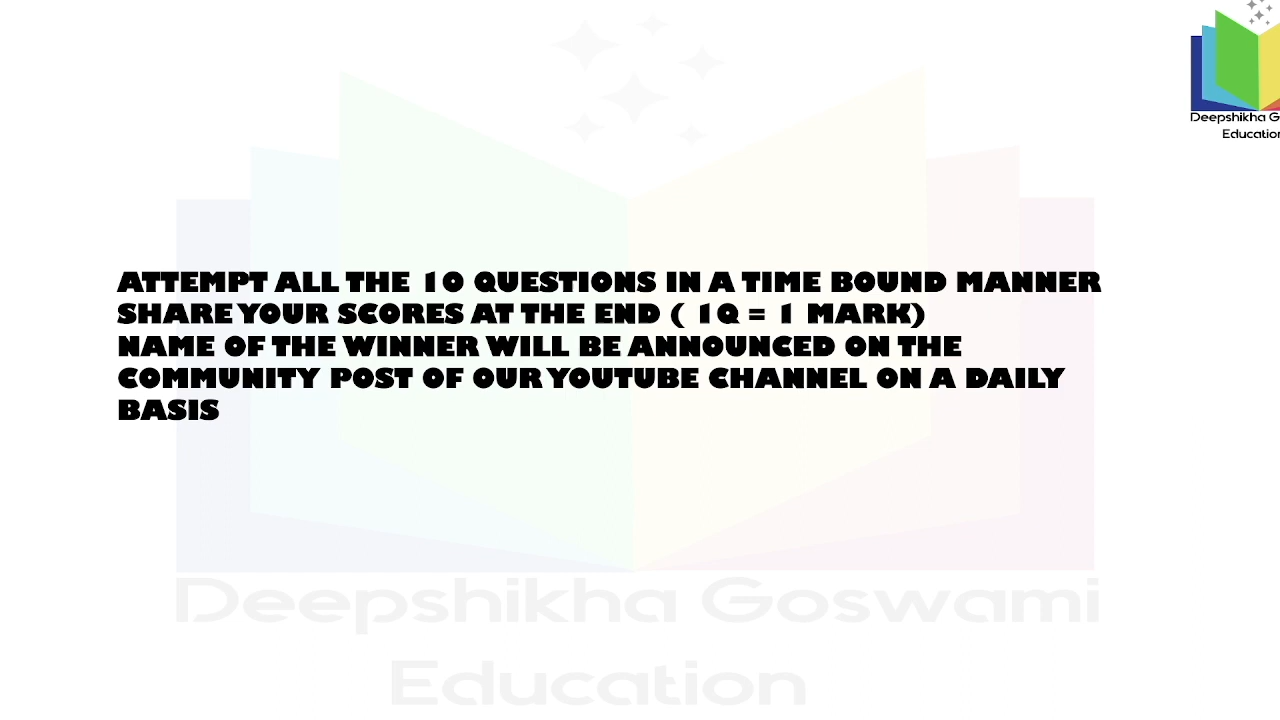 Deepshikha G
Education
ATTEMPT ALL THE 10 QUESTIONS IN A TIME BOUND MANNER
SHARE YOUR SCORES AT THE END ( 1Q = 1 MARK)
NAME OF THE WINNER WILL BE ANNOUNCED ON THE
COMMUNITY POST OF OUR YOUTUBE CHANNEL ON A DAILY
BASIS
Deepshikha Goswami
Education